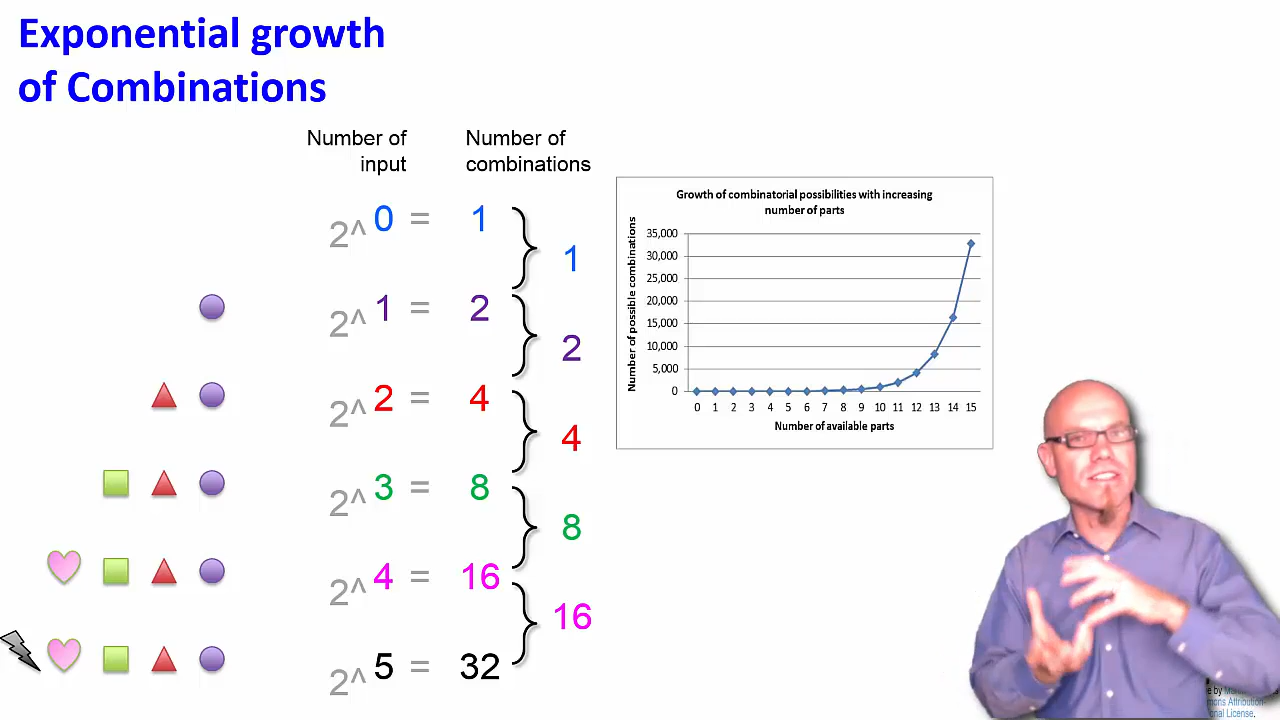 Exponential growth
of Combinations
Number of
input
Number of
combinations
2^ 0 = 1
1
2^ 1 = 2
2
2^ 2 = 4
4
2^ 3 = 8
8
2^ 4 = 16
16
2^ 5 = 32
Growth of combinatorial possibilities with increasing
number of parts
Number of possible combinations
35,000
30,000
25,000
20,000
15,000
10,000
5,000
0
0 1 2 3 4 5 6 7 8 9 10 11 12 13 14 15
Number of available parts
by
Attribution-
License.